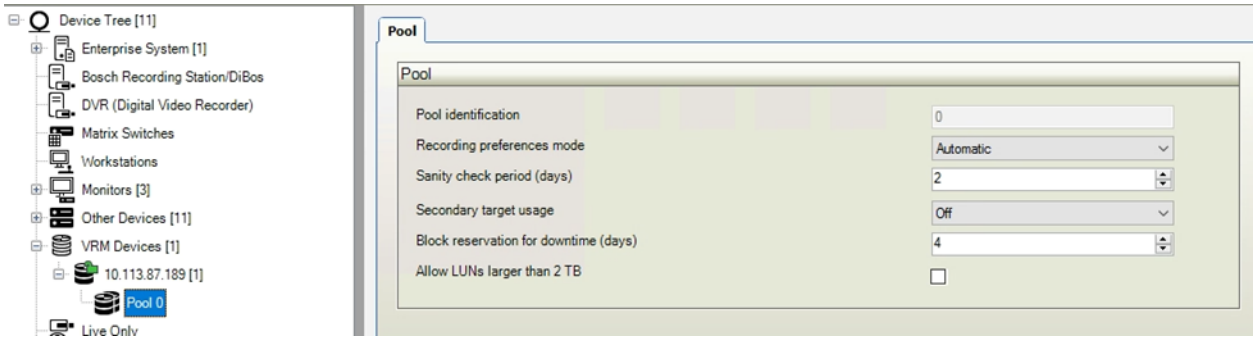 Device Tree [11]
Enterprise System [1]
Bosch Recording Station/DiBos
DVR (Digital Video Recorder)
Matrix Switches
Workstations
Monitors [3]
Other Devices [11]
VRM Devices [1]
10.113.87.189 [1]
Pool 0
Live Only
Pool
Pool
Pool identification 0
Recording preferences mode Automatic
Sanity check period (days) 2
Secondary target usage Off
Block reservation for downtime (days) 4
Allow LUNs larger than 2 TB